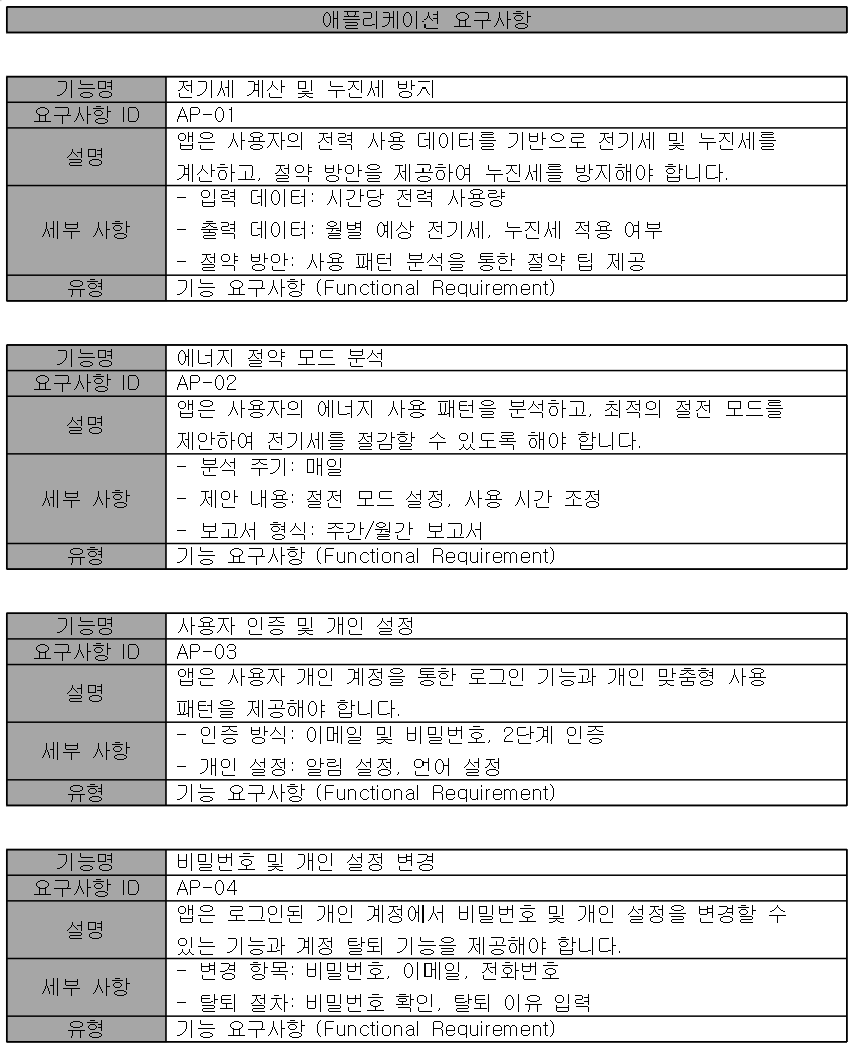 애플리케이션 요구사항
기능명 전기세 계산 및 누진세 방지
요구사항 ID AP-01
설명 앱은 사용자의 전력 사용 데이터를 기반으로 전기세 및 누진세를
계산하고, 절약 방안을 제공하여 누진세를 방지해야 합니다.
세부 사항 - 입력 데이터: 시간당 전력 사용량
- 출력 데이터: 월별 예상 전기세, 누진세 적용 여부
- 절약 방안: 사용 패턴 분석을 통한 절약 팁 제공
유형 기능 요구사항 (Functional Requirement)
기능명 에너지 절약 모드 분석
요구사항 ID AP-02
설명 앱은 사용자의 에너지 사용 패턴을 분석하고, 최적의 절전 모드를
제안하여 전기세를 절감할 수 있도록 해야 합니다.
세부 사항 - 분석 주기: 매일
- 제안 내용: 절전 모드 설정, 사용 시간 조정
- 보고서 형식: 주간/월간 보고서
유형 기능 요구사항 (Functional Requirement)
기능명 사용자 인증 및 개인 설정
요구사항 ID AP-03
설명 앱은 사용자 개인 계정을 통한 로그인 기능과 개인 맞춤형 사용
패턴을 제공해야 합니다.
세부 사항 - 인증 방식: 이메일 및 비밀번호, 2단계 인증
- 개인 설정: 알림 설정, 언어 설정
유형 기능 요구사항 (Functional Requirement)
기능명 비밀번호 및 개인 설정 변경
요구사항 ID AP-04
설명 앱은 로그인된 개인 계정에서 비밀번호 및 개인 설정을 변경할 수
있는 기능과 계정 탈퇴 기능을 제공해야 합니다.
세부 사항 - 변경 항목: 비밀번호, 이메일, 전화번호
- 탈퇴 절차: 비밀번호 확인, 탈퇴 이유 입력
유형 기능 요구사항 (Functional Requirement)